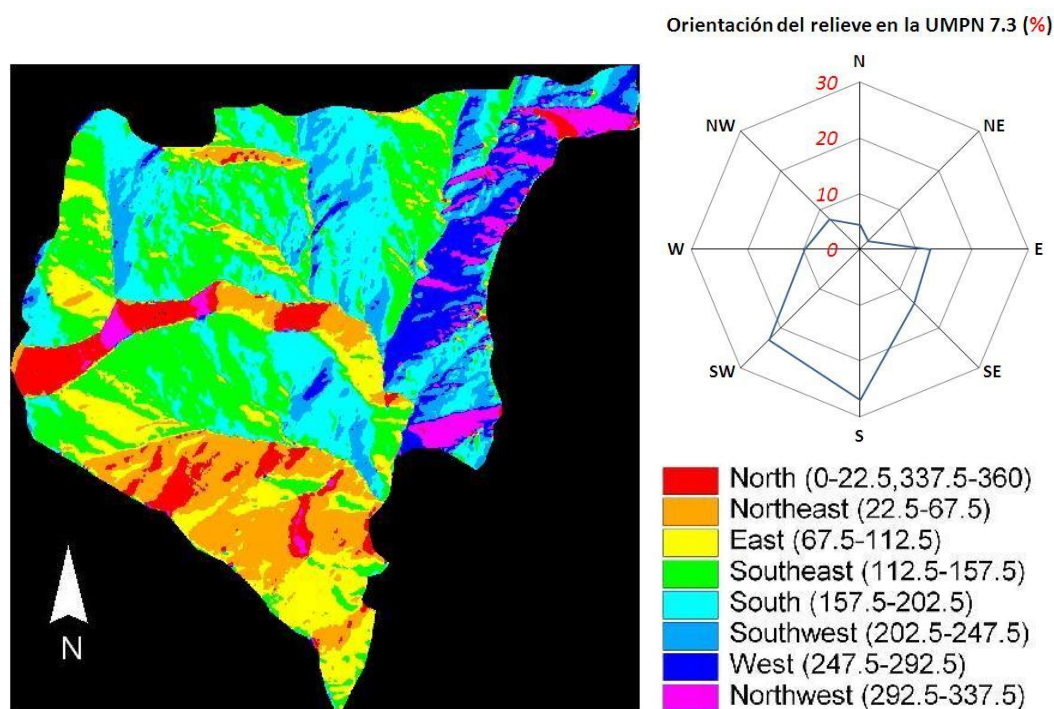 Orientación del relieve en la UMPN 7.3 (%)
N
30
NW
NE
20
10
W
0
E
SW
SE
S
North (0-22.5,337.5-360)
Northeast (22.5-67.5)
East (67.5-112.5)
Southeast (112.5-157.5)
South (157.5-202.5)
Southwest (202.5-247.5)
West (247.5-292.5)
Northwest (292.5-337.5)
N